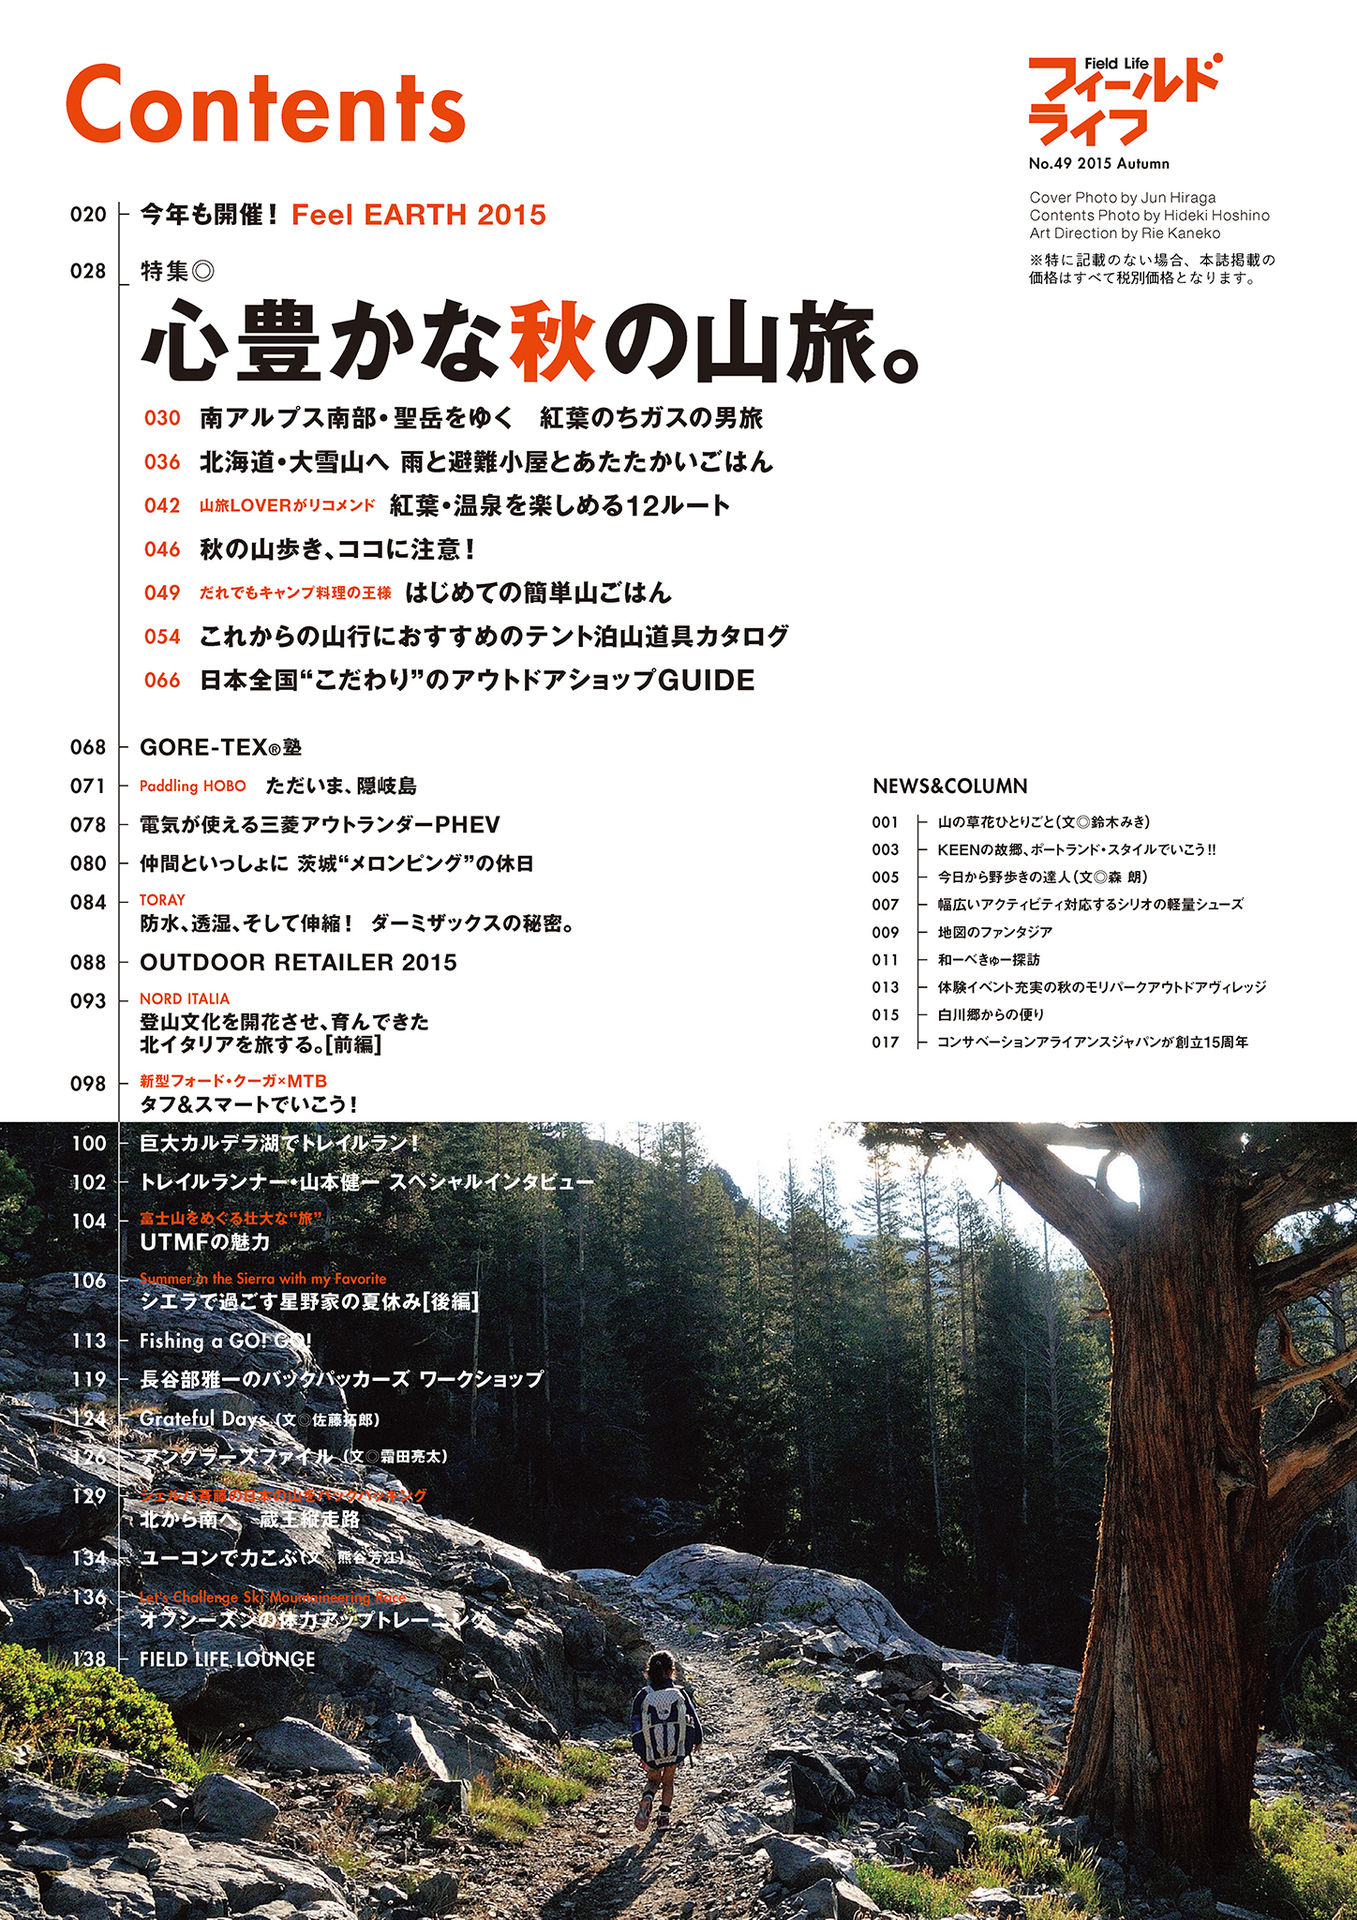 Contents
Field Life
フィールド
ライフ
No.49 2015 Autumn
Cover Photo by Jun Hiraga
Contents Photo by Hideki Hoshino
Art Direction by Rie Kaneko
※特に記載のない場合、本誌掲載の
価格はすべて税別価格となります。
020 今年も開催！ Feel EARTH 2015
028 特集◎
心豊かな秋の山旅。
030 南アルプス南部・聖岳をゆく 紅葉のちガスの男旅
036 北海道・大雪山へ 雨と避難小屋とあたたかいごはん
042 山旅LOVERがリコメンド 紅葉・温泉を楽しめる12ルート
046 秋の山歩き、ココに注意！
049 だれでもキャンプ料理の王様 はじめての簡単山ごはん
054 これからの山行におすすめのテント泊山道具カタログ
066 日本全国“こだわり”のアウトドアショップGUIDE
068 GORE-TEX®塾
071 Paddling HOBO ただいま、隠岐島
078 電気が使える三菱アウトランダーPHEV
080 仲間といっしょに 茨城“メロンピング”の休日
084 TORAY
防水、透湿、そして伸縮！ ダーミザックスの秘密。
088 OUTDOOR RETAILER 2015
093 NORD ITALIA
登山文化を開花させ、育んできた
北イタリアを旅する。[前編]
098 新型フォード・クーガ×MTB
タフ&スマートでいこう！
100 巨大カルデラ湖でトレイルラン！
102 トレイルランナー・山本健一 スペシャルインタビュー
104 富士山をめぐる壮大な“旅”
UTMFの魅力
106 Summer in the Sierra with my Favorite
シエラで過ごす星野家の夏休み[後編]
113 Fishing a GO! GO!
119 長谷部雅一のバックパッカーズ ワークショップ
124 Grateful Days（文◎佐藤拓郎）
126 アングラーズファイル（文◎霜田亮太）
129 シェルパ斉藤の日本の山をバックパッキング
北から南へ 蔵王縦走路
134 ユーコンで力こぶ（文◎熊谷芳江）
136 Let's Challenge Ski Mountaineering Race
オフシーズンの体力アップトレーニング
138 FIELD LIFE LOUNGE
NEWS&COLUMN
001 山の草花ひとりごと（文◎鈴木みき）
003 KEENの故郷、ポートランド・スタイルでいこう!!
005 今日から野歩きの達人（文◎森 朗）
007 幅広いアクティビティ対応するシリオの軽量シューズ
009 地図のファンタジア
011 和ーべきゅー探訪
013 体験イベント充実の秋のモリパークアウトドアヴィレッジ
015 白川郷からの便り
017 コンサベーションアライアンスジャパンが創立15周年